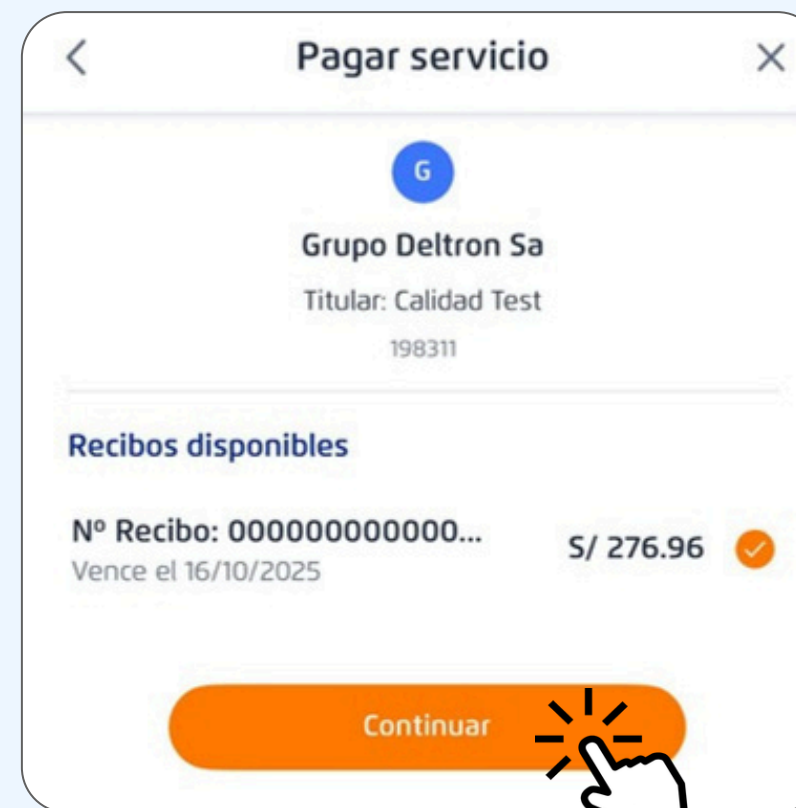 Pagar servicio
G
Grupo Deltron Sa
Titular: Calidad Test
198311
Recibos disponibles
Nº Recibo: 000000000000...
S/ 276.96
Vence el 16/10/2025
Continuar